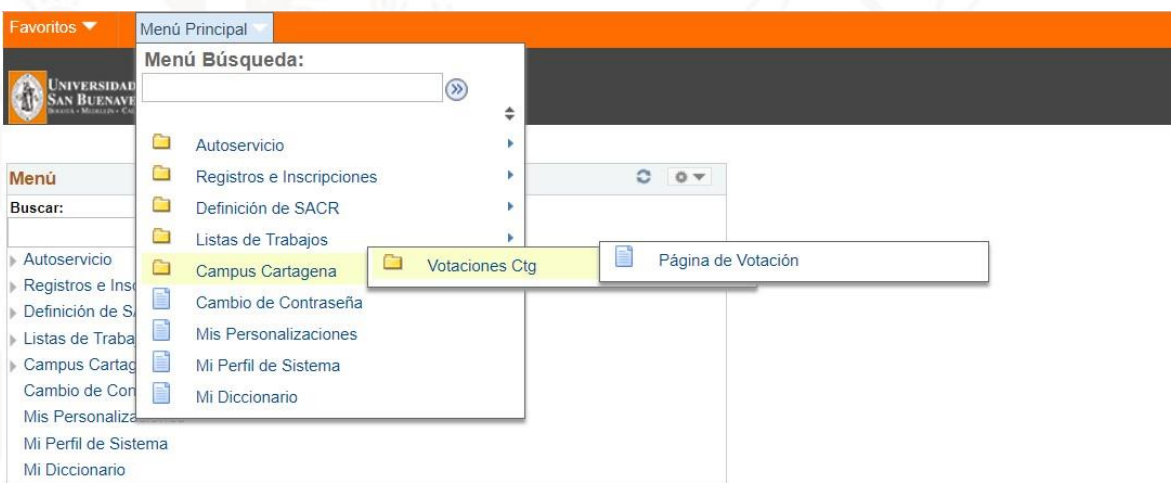 Favoritos
Menú Principal
Menú Búsqueda:
UNIVERSIDAD
SAN BUENAVE
Autoservicio
Registros e Inscripciones
Definición de SACR
Listas de Trabajos
Campus Cartagena
Votaciones Ctg
Página de Votación
Cambio de Contraseña
Mis Personalizaciones
Mi Perfil de Sistema
Mi Diccionario
Menú
Buscar:
Autoservicio
Registros e Insc
Definición de SA
Listas de Traba
Campus Cartag
Cambio de Con
Mis Personaliza
Mi Perfil de Sistema
Mi Diccionario